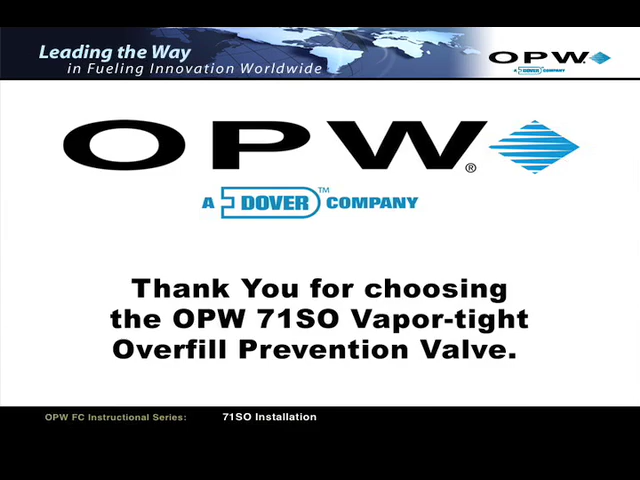 Leading the Way
in Fueling Innovation Worldwide
OPW
A DOVER COMPANY
OPW®
A DOVER™ COMPANY
Thank You for choosing
the OPW 71SO Vapor-tight
Overfill Prevention Valve.
OPW FC Instructional Series: 71SO Installation